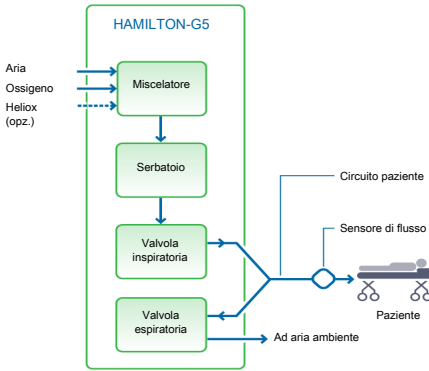 HAMILTON-G5
Aria
Ossigeno
Heliox
(opz.)
Miscelatore
Serbatoio
Circuito paziente
Valvola
inspiratoria
Sensore di flusso
Valvola
espiratoria
Paziente
Ad aria ambiente